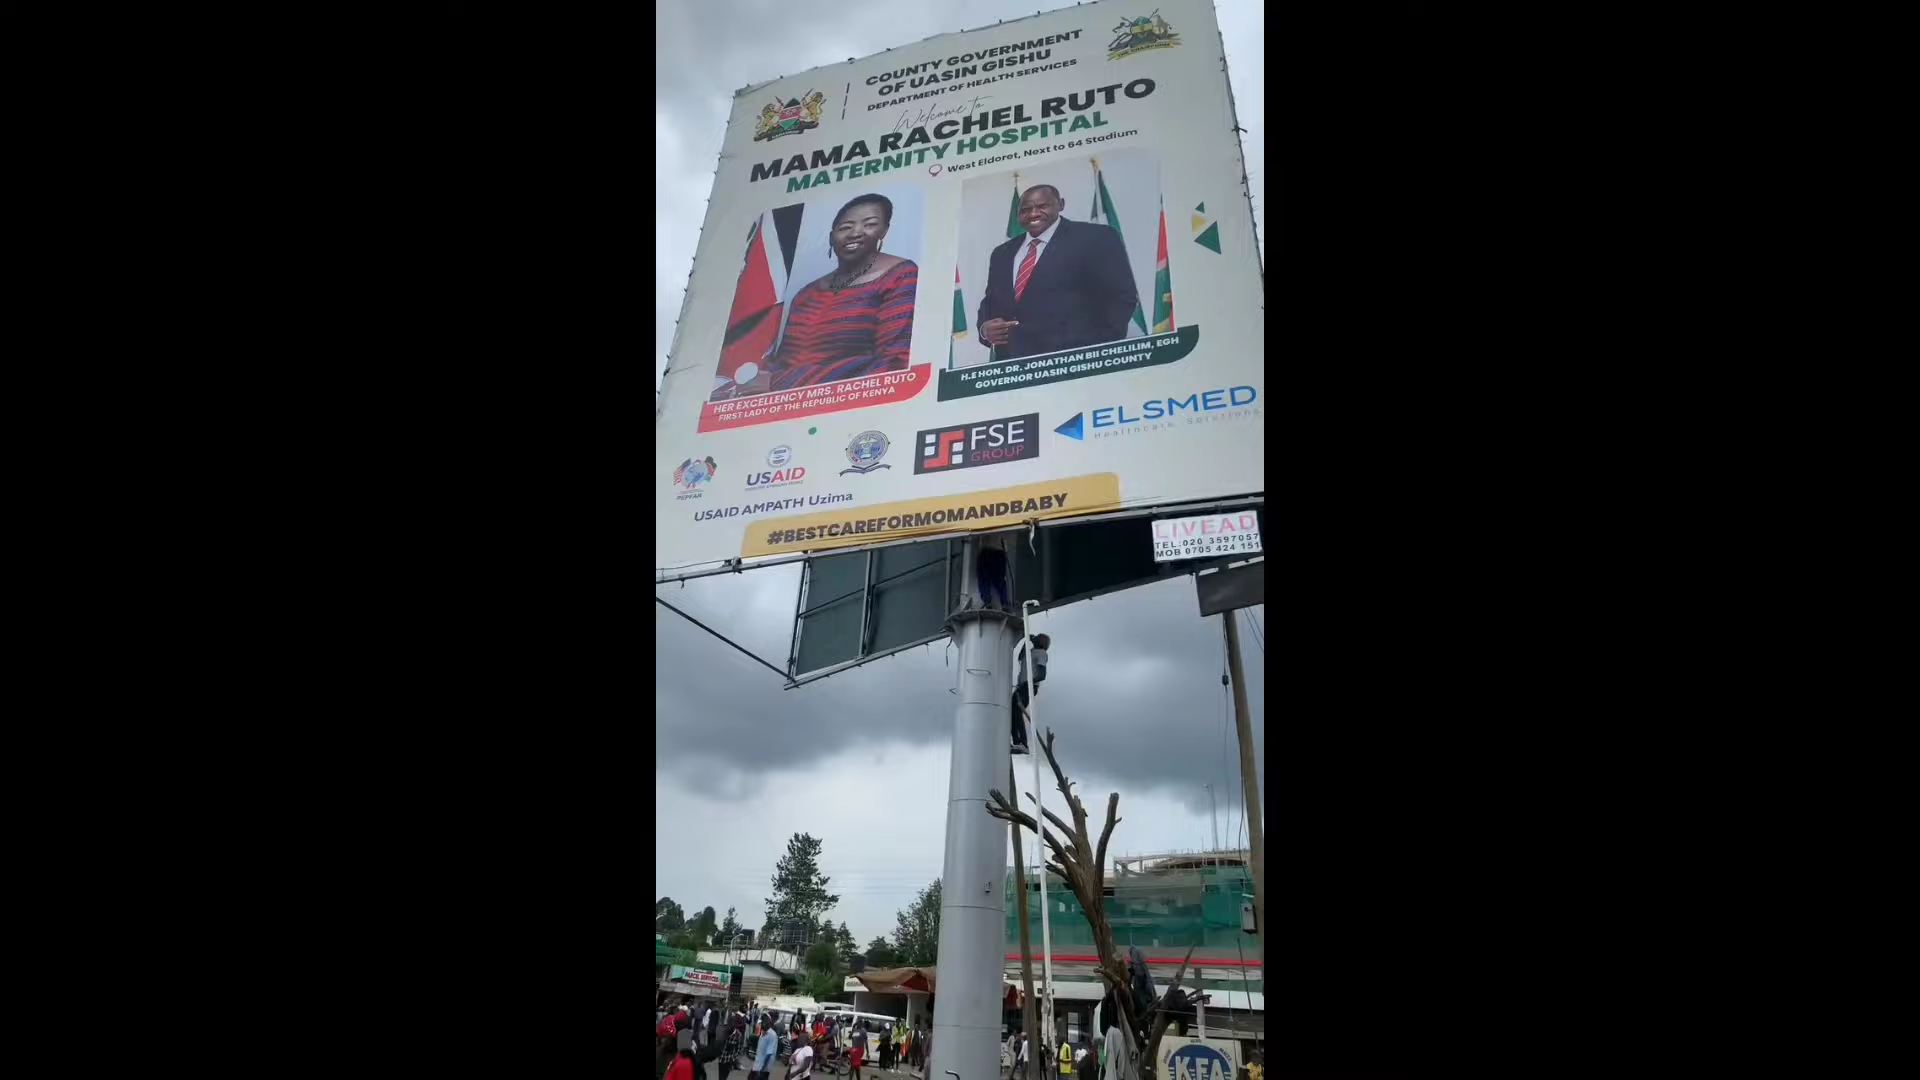 COUNTY GOVERNMENT
OF UASIN GISHU
DEPARTMENT OF HEALTH SERVICES
Welcome to
MAMA RACHEL RUTO
MATERNITY HOSPITAL
West Eldoret, Next to 64 Stadium
HER EXCELLENCY MRS. RACHEL RUTO
FIRST LADY OF THE REPUBLIC OF KENYA
H.E HON. DR. JONATHAN BII CHELILIM, EGH
GOVERNOR UASIN GISHU COUNTY
PEPFAR
USAID
FSE
GROUP
ELSMED
Healthcare Solutions
USAID AMPATH Uzima
#BESTCAREFORMOMANDBABY
LIVEAD
TEL:020 3597057
MOB 0705 424 151
PARCEL SERVICES
KFA